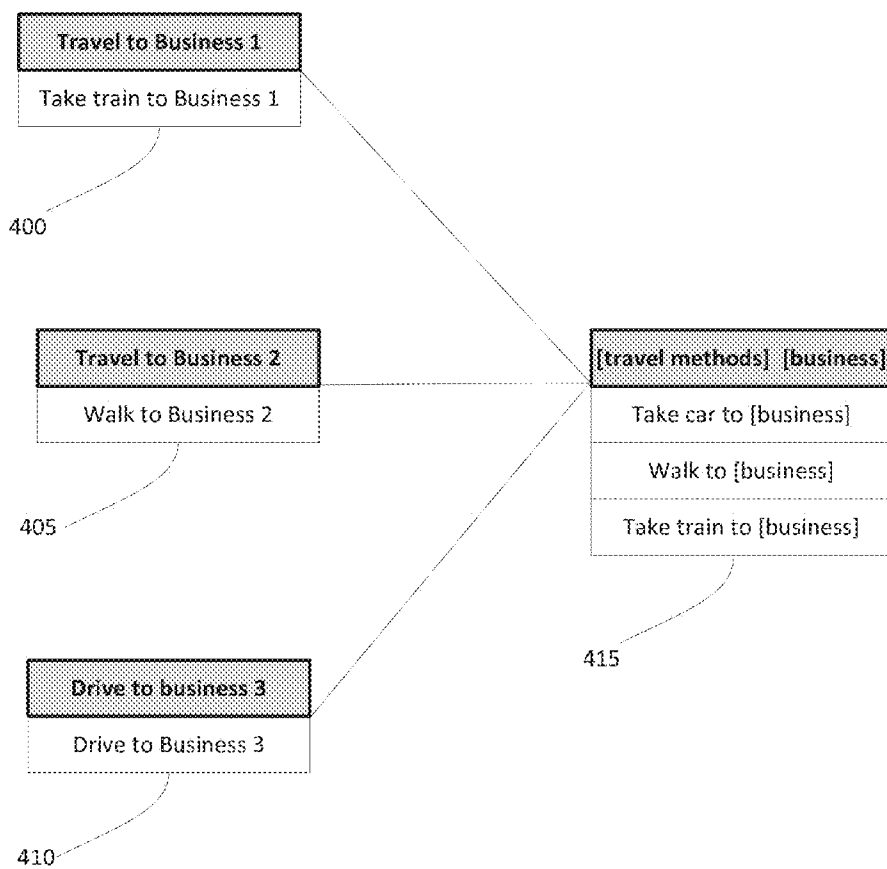 Travel to Business 1
Take train to Business 1
400
Travel to Business 2
Walk to Business 2
405
Drive to business 3
Drive to Business 3
410
[travel methods] [business]
Take car to [business]
Walk to [business]
Take train to [business]
415